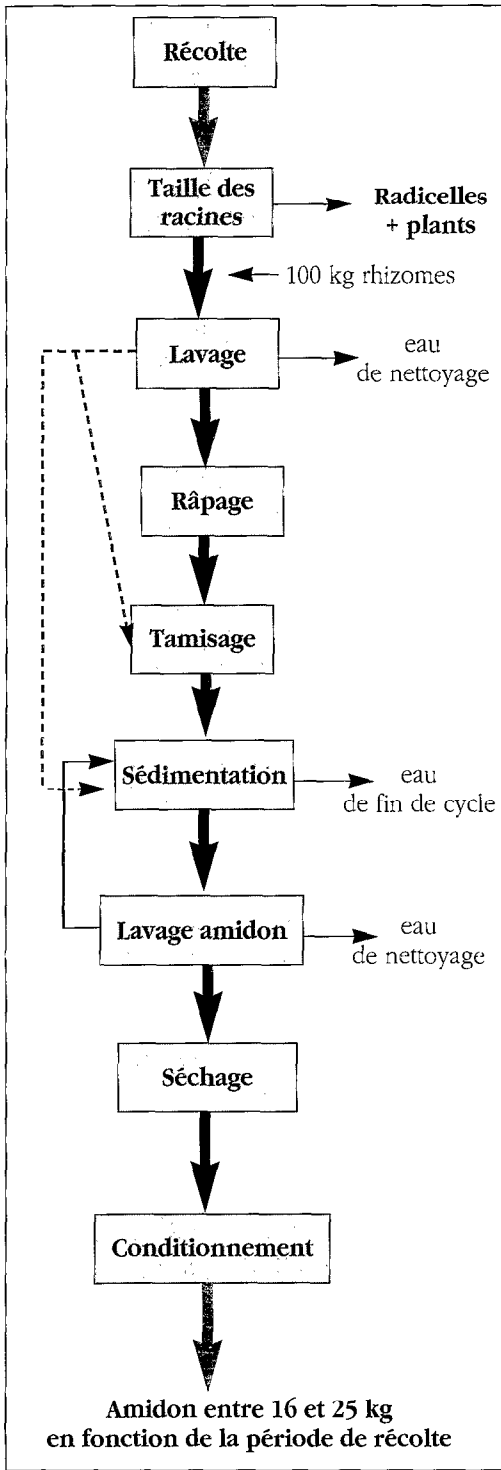 Récolte
Taille des
racines
Radicelles
+ plants
100 kg rhizomes
Lavage
eau
de nettoyage
Râpage
Tamisage
Sédimentation
eau
de fin de cycle
Lavage amidon
eau
de nettoyage
Séchage
Conditionnement
Amidon entre 16 et 25 kg
en fonction de la période de récolte